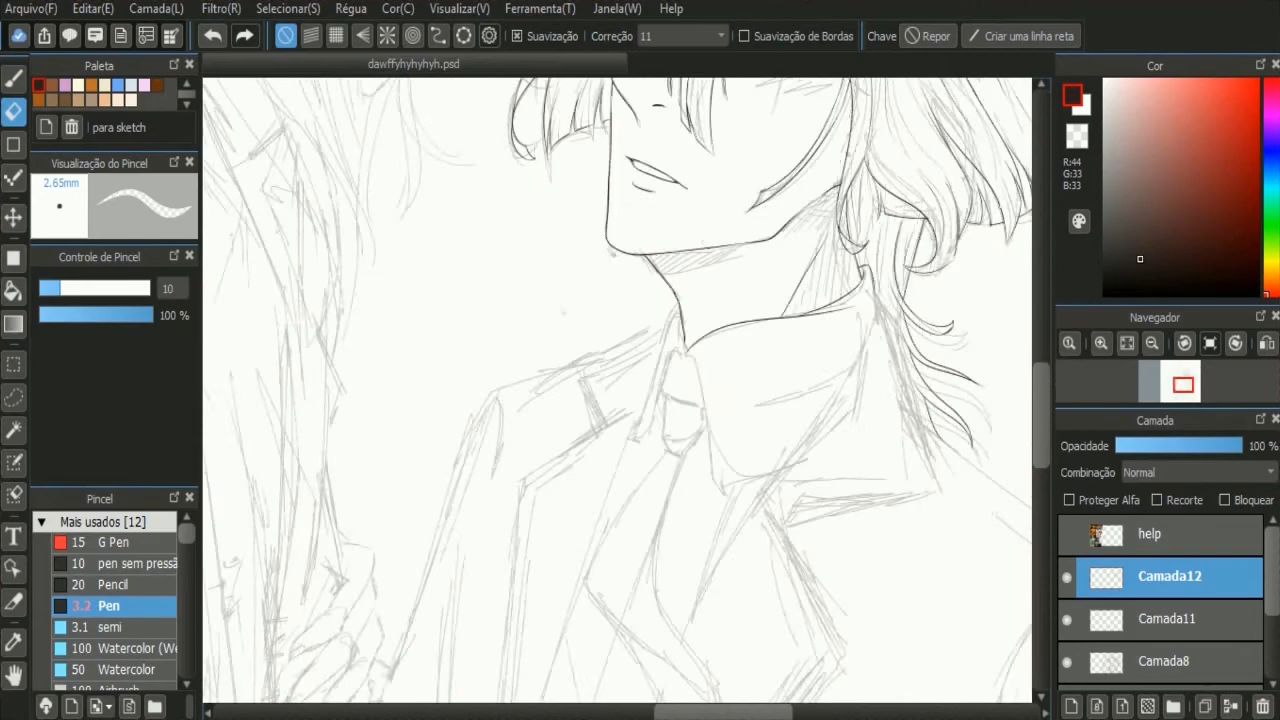 Arquivo(F) Editar(E) Camada(L) Filtro(R) Selecionar(S) Régua Cor(C) Visualizar(V) Ferramenta(T) Janela(W) Help
Suavização Correção 11 Suavização de Bordas Chave Repor Criar uma linha reta
dawffyhyhyhyh.psd
Paleta
para sketch
Visualização do Pincel
2.65mm
Controle de Pincel
10
100 %
Pincel
Mais usados [12]
15 G Pen
10 pen sem pressã
20 Pencil
3.2 Pen
3.1 semi
100 Watercolor (We
50 Watercolor
100 Airbrush
Cor
R:44
G:33
B:33
Navegador
Camada
Opacidade 100 %
Combinação Normal
Proteger Alfa Recorte Bloquear
help
Camada12
Camada11
Camada8